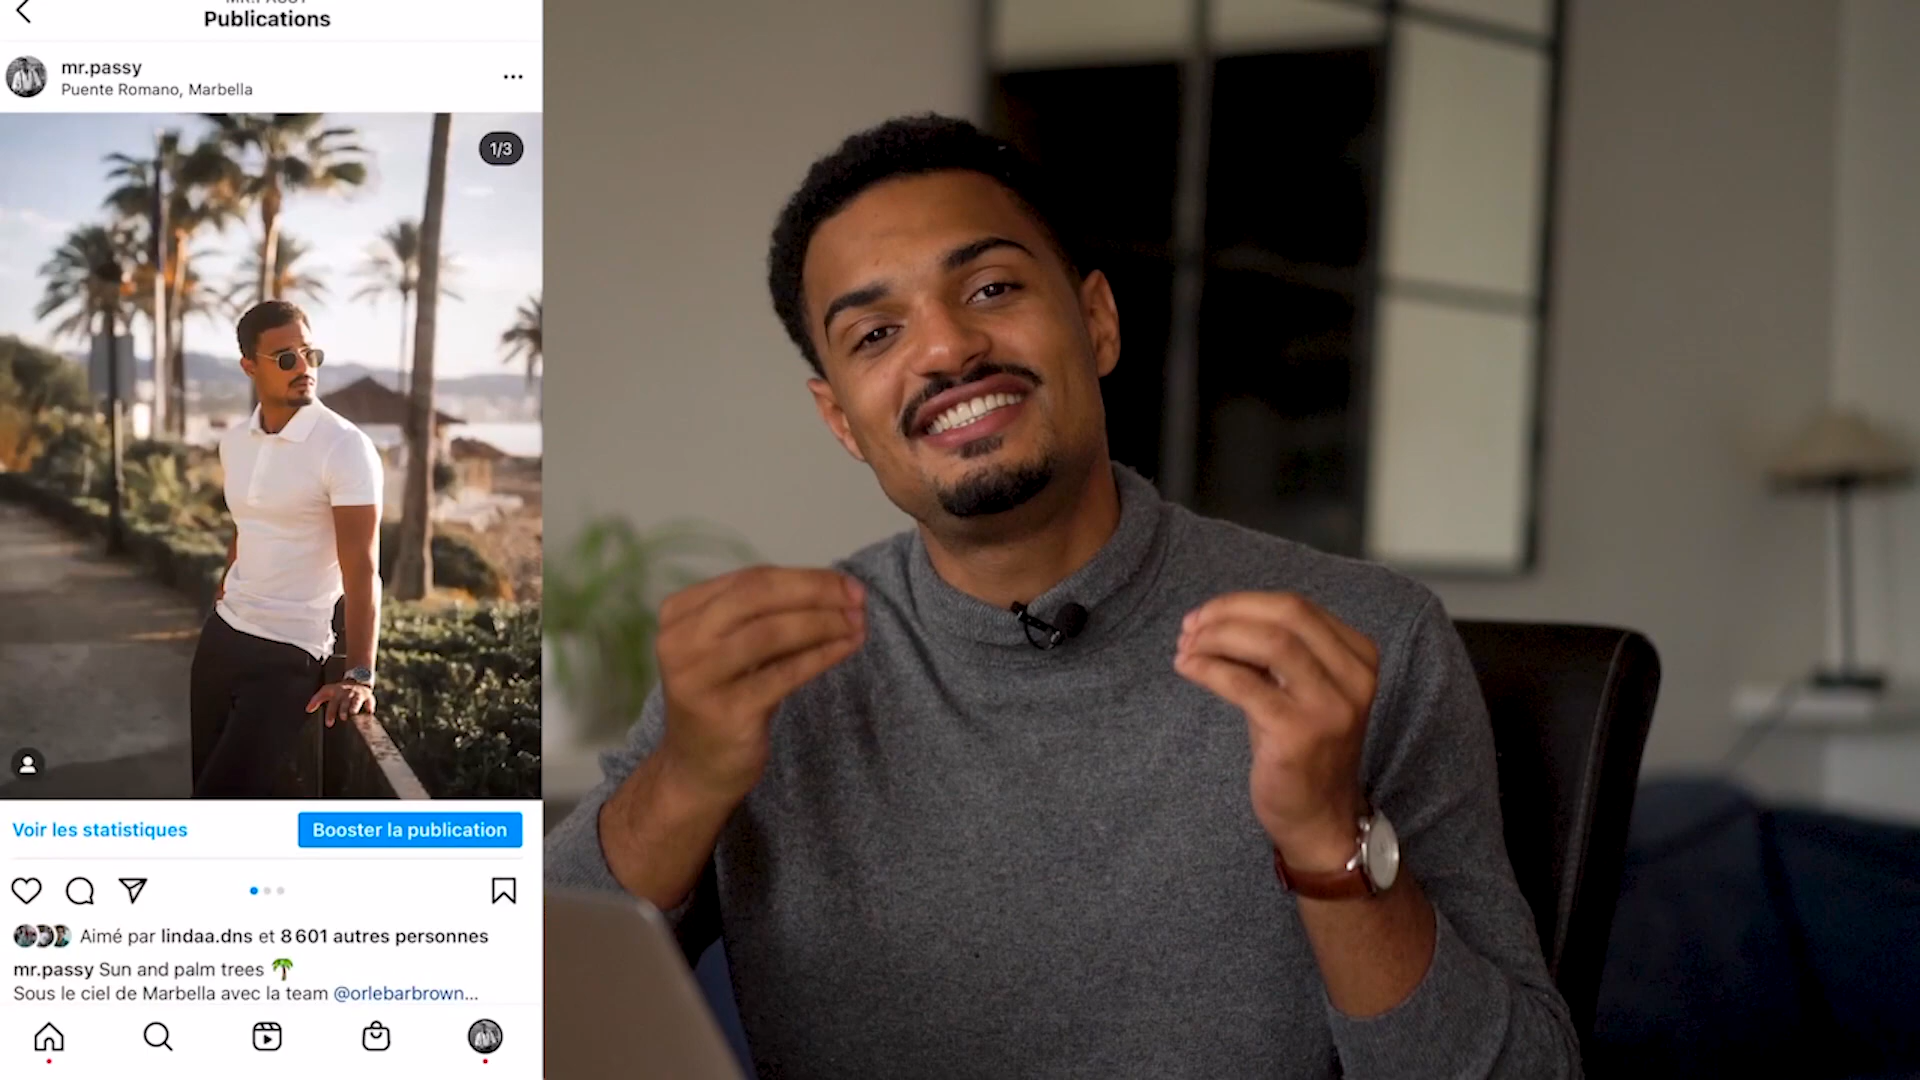 MR.PASSY
Publications
mr.passy
Puente Romano, Marbella
1/3
Voir les statistiques
Booster la publication
Aimé par lindaa.dns et 8 601 autres personnes
mr.passy Sun and palm trees 🌴
Sous le ciel de Marbella avec la team @orlebarbrown...